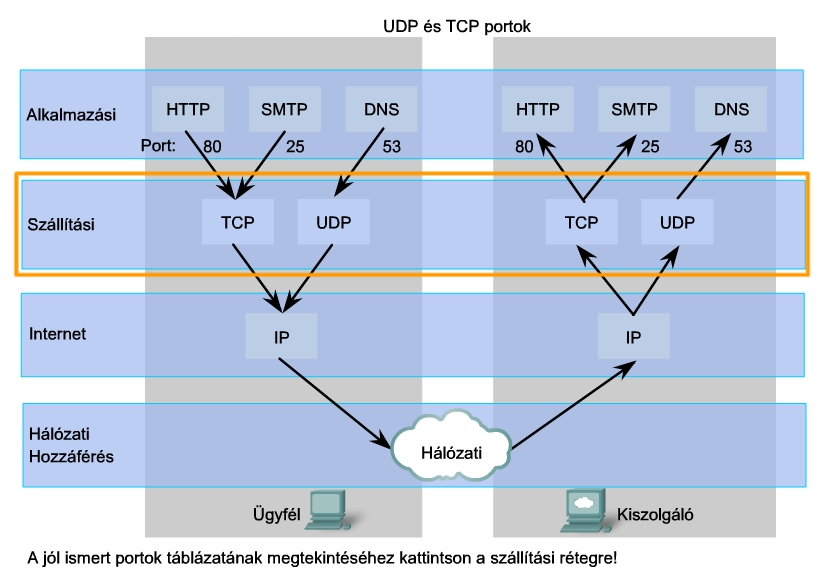 UDP és TCP portok
Alkalmazási
HTTP SMTP DNS HTTP SMTP DNS
Port: 80 25 53 80 25 53
Szállítási
TCP UDP TCP UDP
Internet
IP IP
Hálózati
Hozzáférés
Hálózati
Ügyfél Kiszolgáló
A jól ismert portok táblázatának megtekintéséhez kattintson a szállítási rétegre!